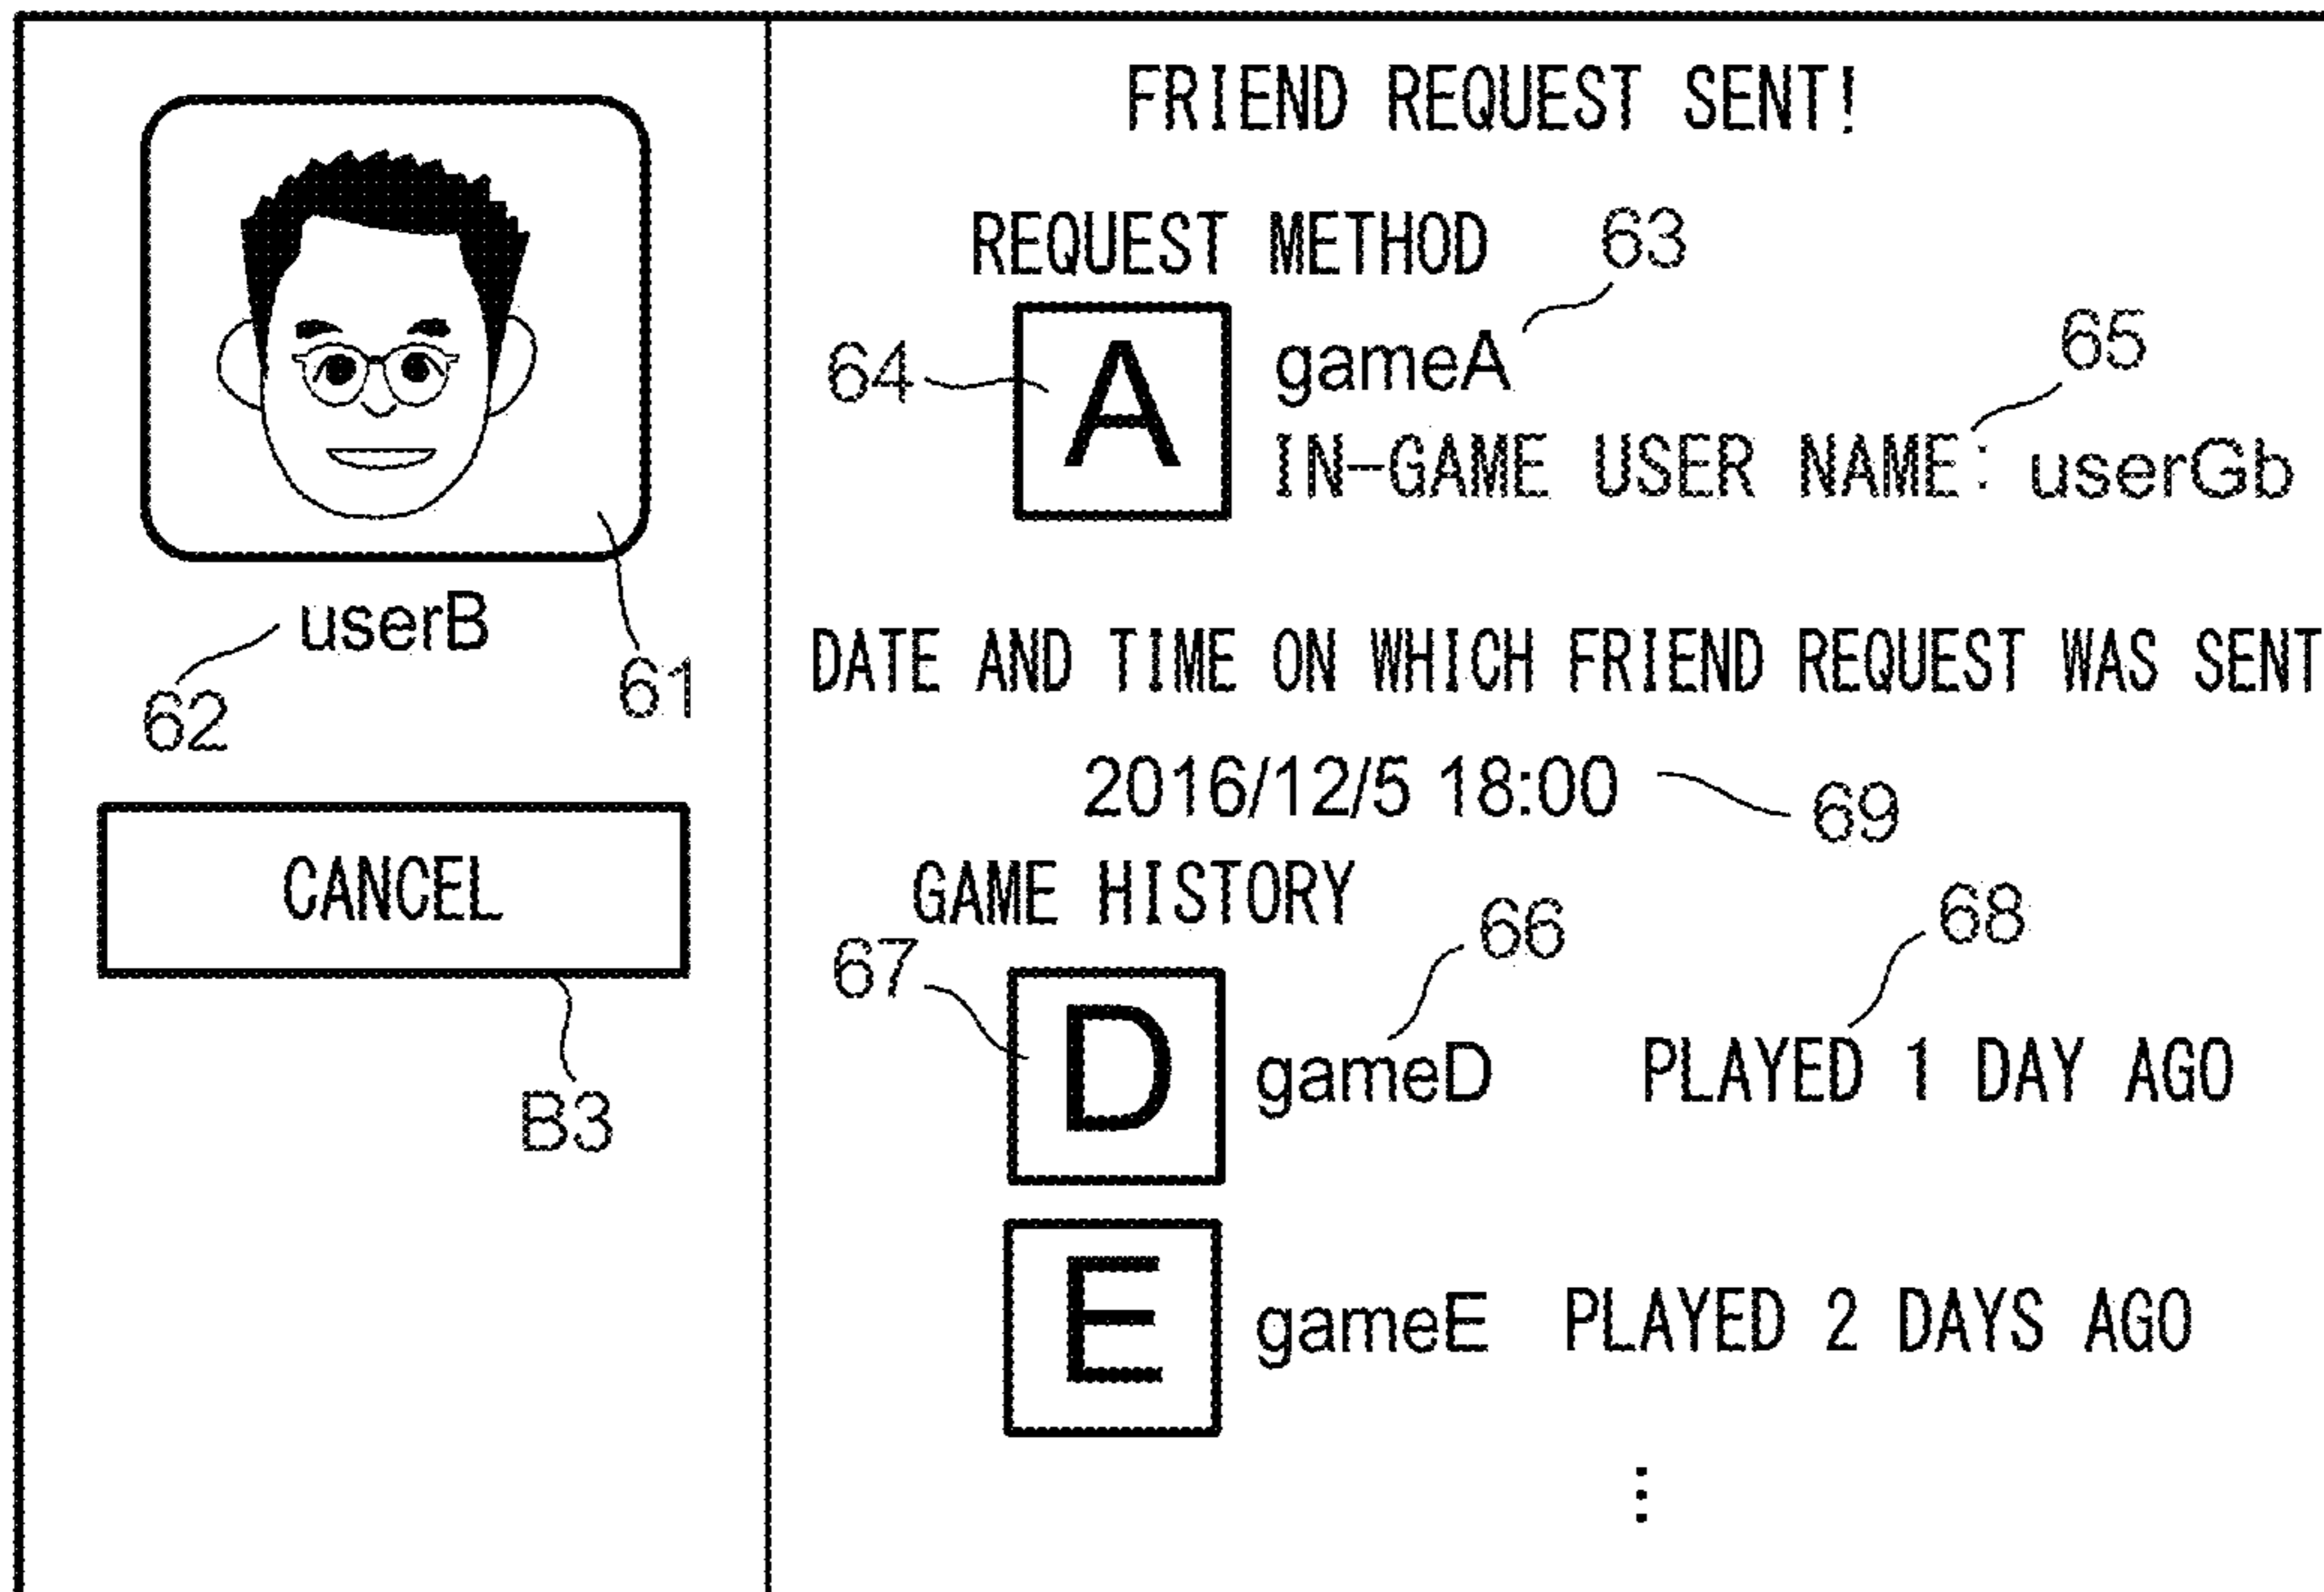 userB
61
62
CANCEL
B3
FRIEND REQUEST SENT!
REQUEST METHOD
63
64
A
gameA
65
IN-GAME USER NAME: userGb
DATE AND TIME ON WHICH FRIEND REQUEST WAS SENT
2016/12/5 18:00
69
GAME HISTORY
67
66
68
D
gameD PLAYED 1 DAY AGO
E
gameE PLAYED 2 DAYS AGO
⋮